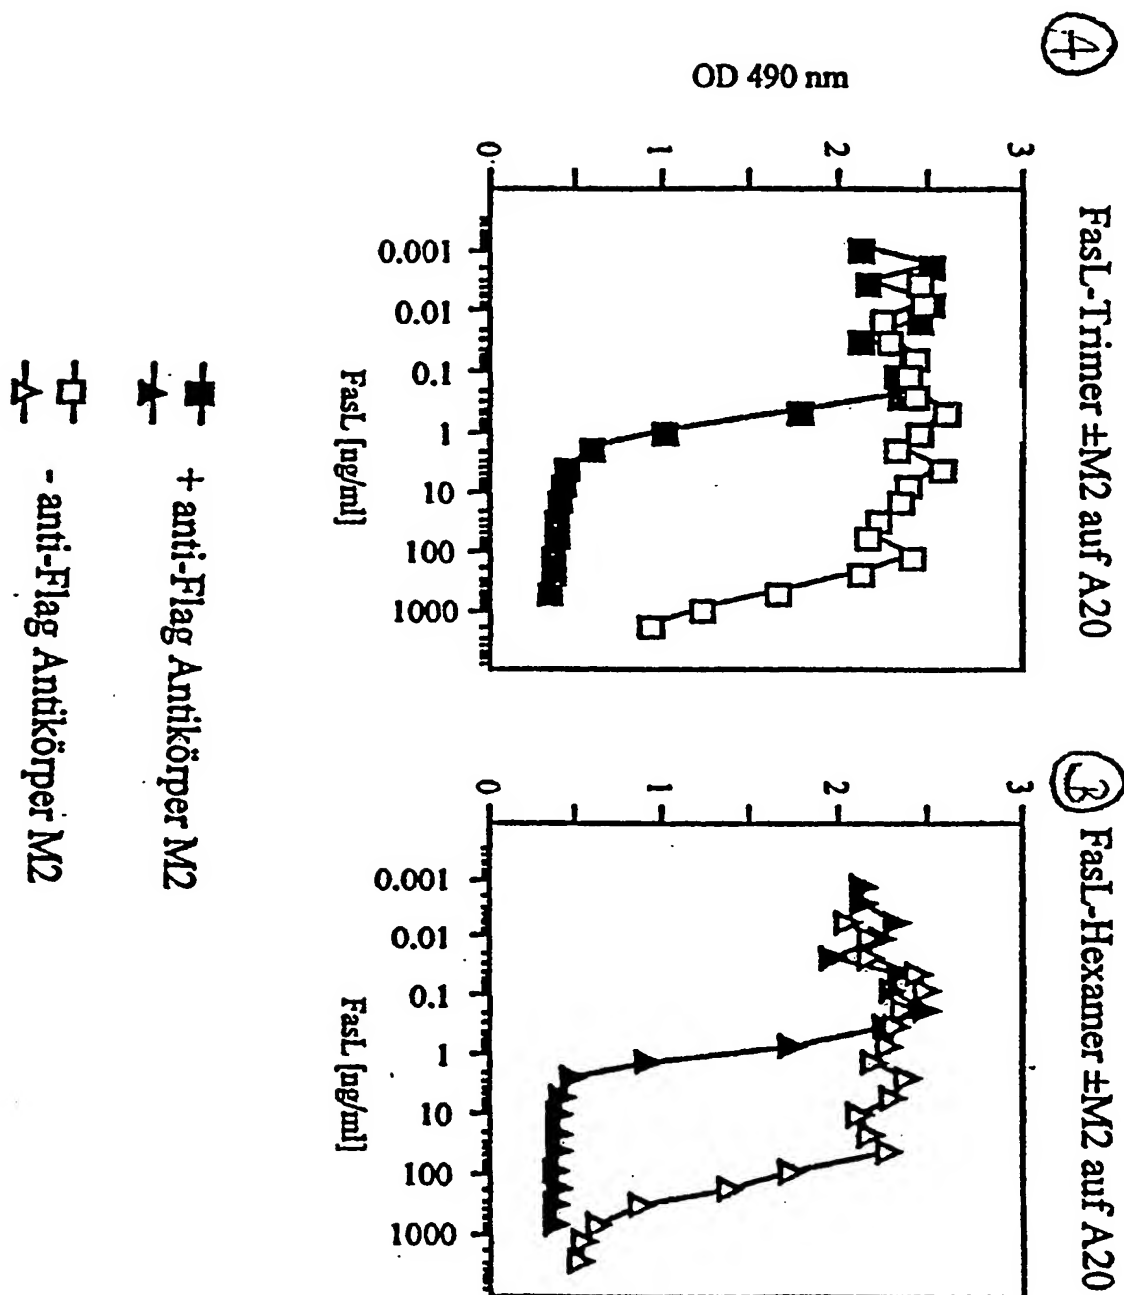 A
FasL-Trimer ±M2 auf A20
OD 490 nm
3
2
1
0
0.001
0.01
0.1
1
10
100
1000
FasL [ng/ml]
B
FasL-Hexamer ±M2 auf A20
3
2
1
0
0.001
0.01
0.1
1
10
100
1000
FasL [ng/ml]
+ anti-Flag Antikörper M2
- anti-Flag Antikörper M2